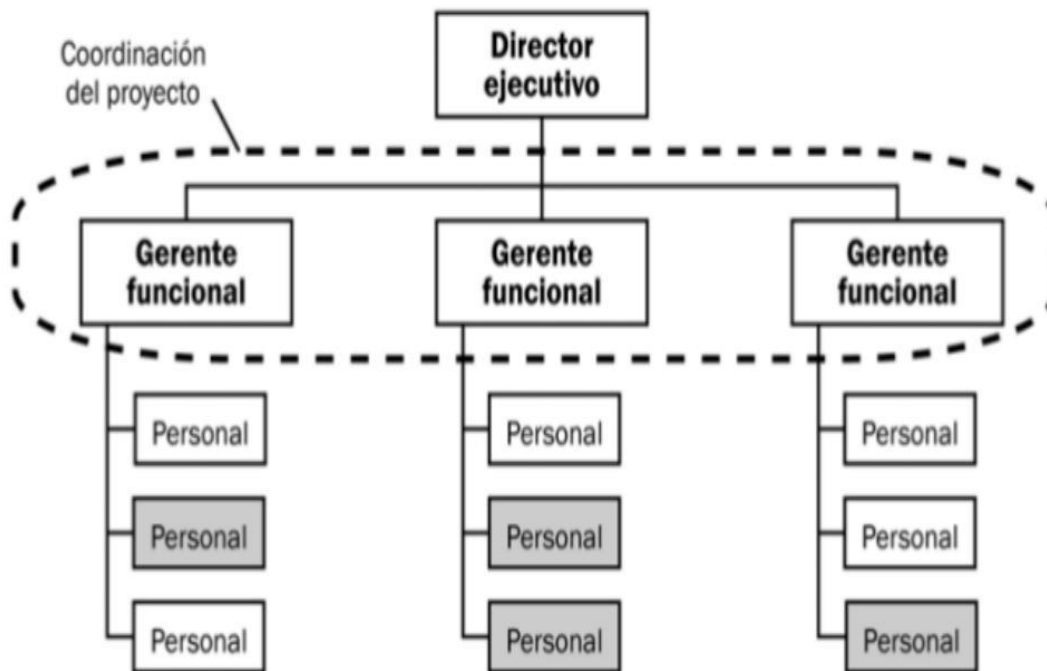 Coordinación
del proyecto
Director
ejecutivo
Gerente
funcional
Gerente
funcional
Gerente
funcional
Personal
Personal
Personal
Personal
Personal
Personal
Personal
Personal
Personal